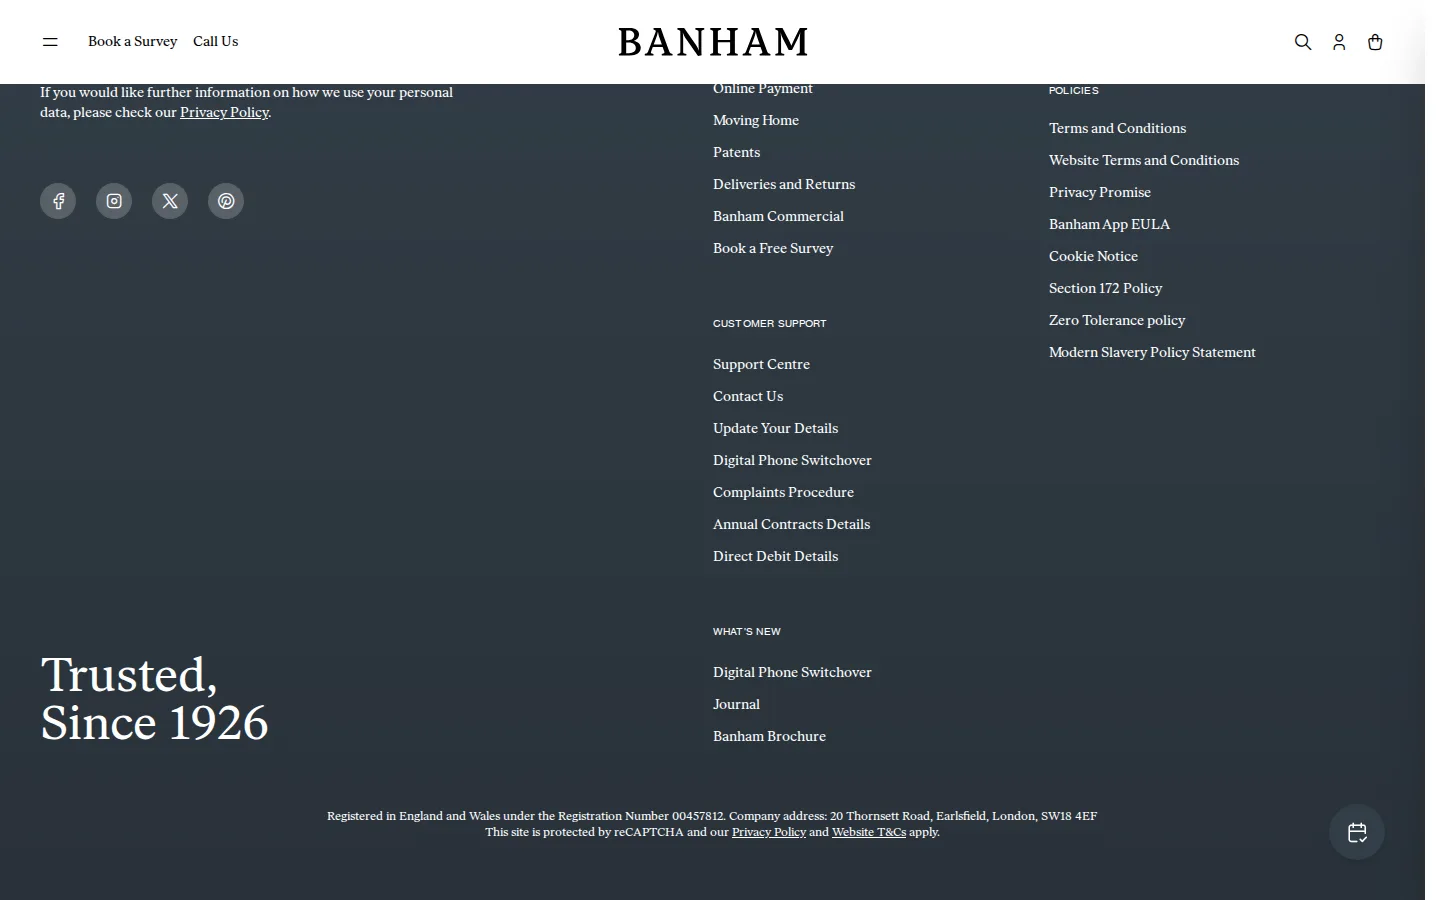 Book a Survey
Call Us
BANHAM
If you would like further information on how we use your personal
data, please check our Privacy Policy.
Online Payment
Moving Home
Patents
Deliveries and Returns
Banham Commercial
Book a Free Survey
CUSTOMER SUPPORT
Support Centre
Contact Us
Update Your Details
Digital Phone Switchover
Complaints Procedure
Annual Contracts Details
Direct Debit Details
WHAT'S NEW
Digital Phone Switchover
Journal
Banham Brochure
POLICIES
Terms and Conditions
Website Terms and Conditions
Privacy Promise
Banham App EULA
Cookie Notice
Section 172 Policy
Zero Tolerance policy
Modern Slavery Policy Statement
Trusted,
Since 1926
Registered in England and Wales under the Registration Number 00457812. Company address: 20 Thornsett Road, Earlsfield, London, SW18 4EF
This site is protected by reCAPTCHA and our Privacy Policy and Website T&Cs apply.